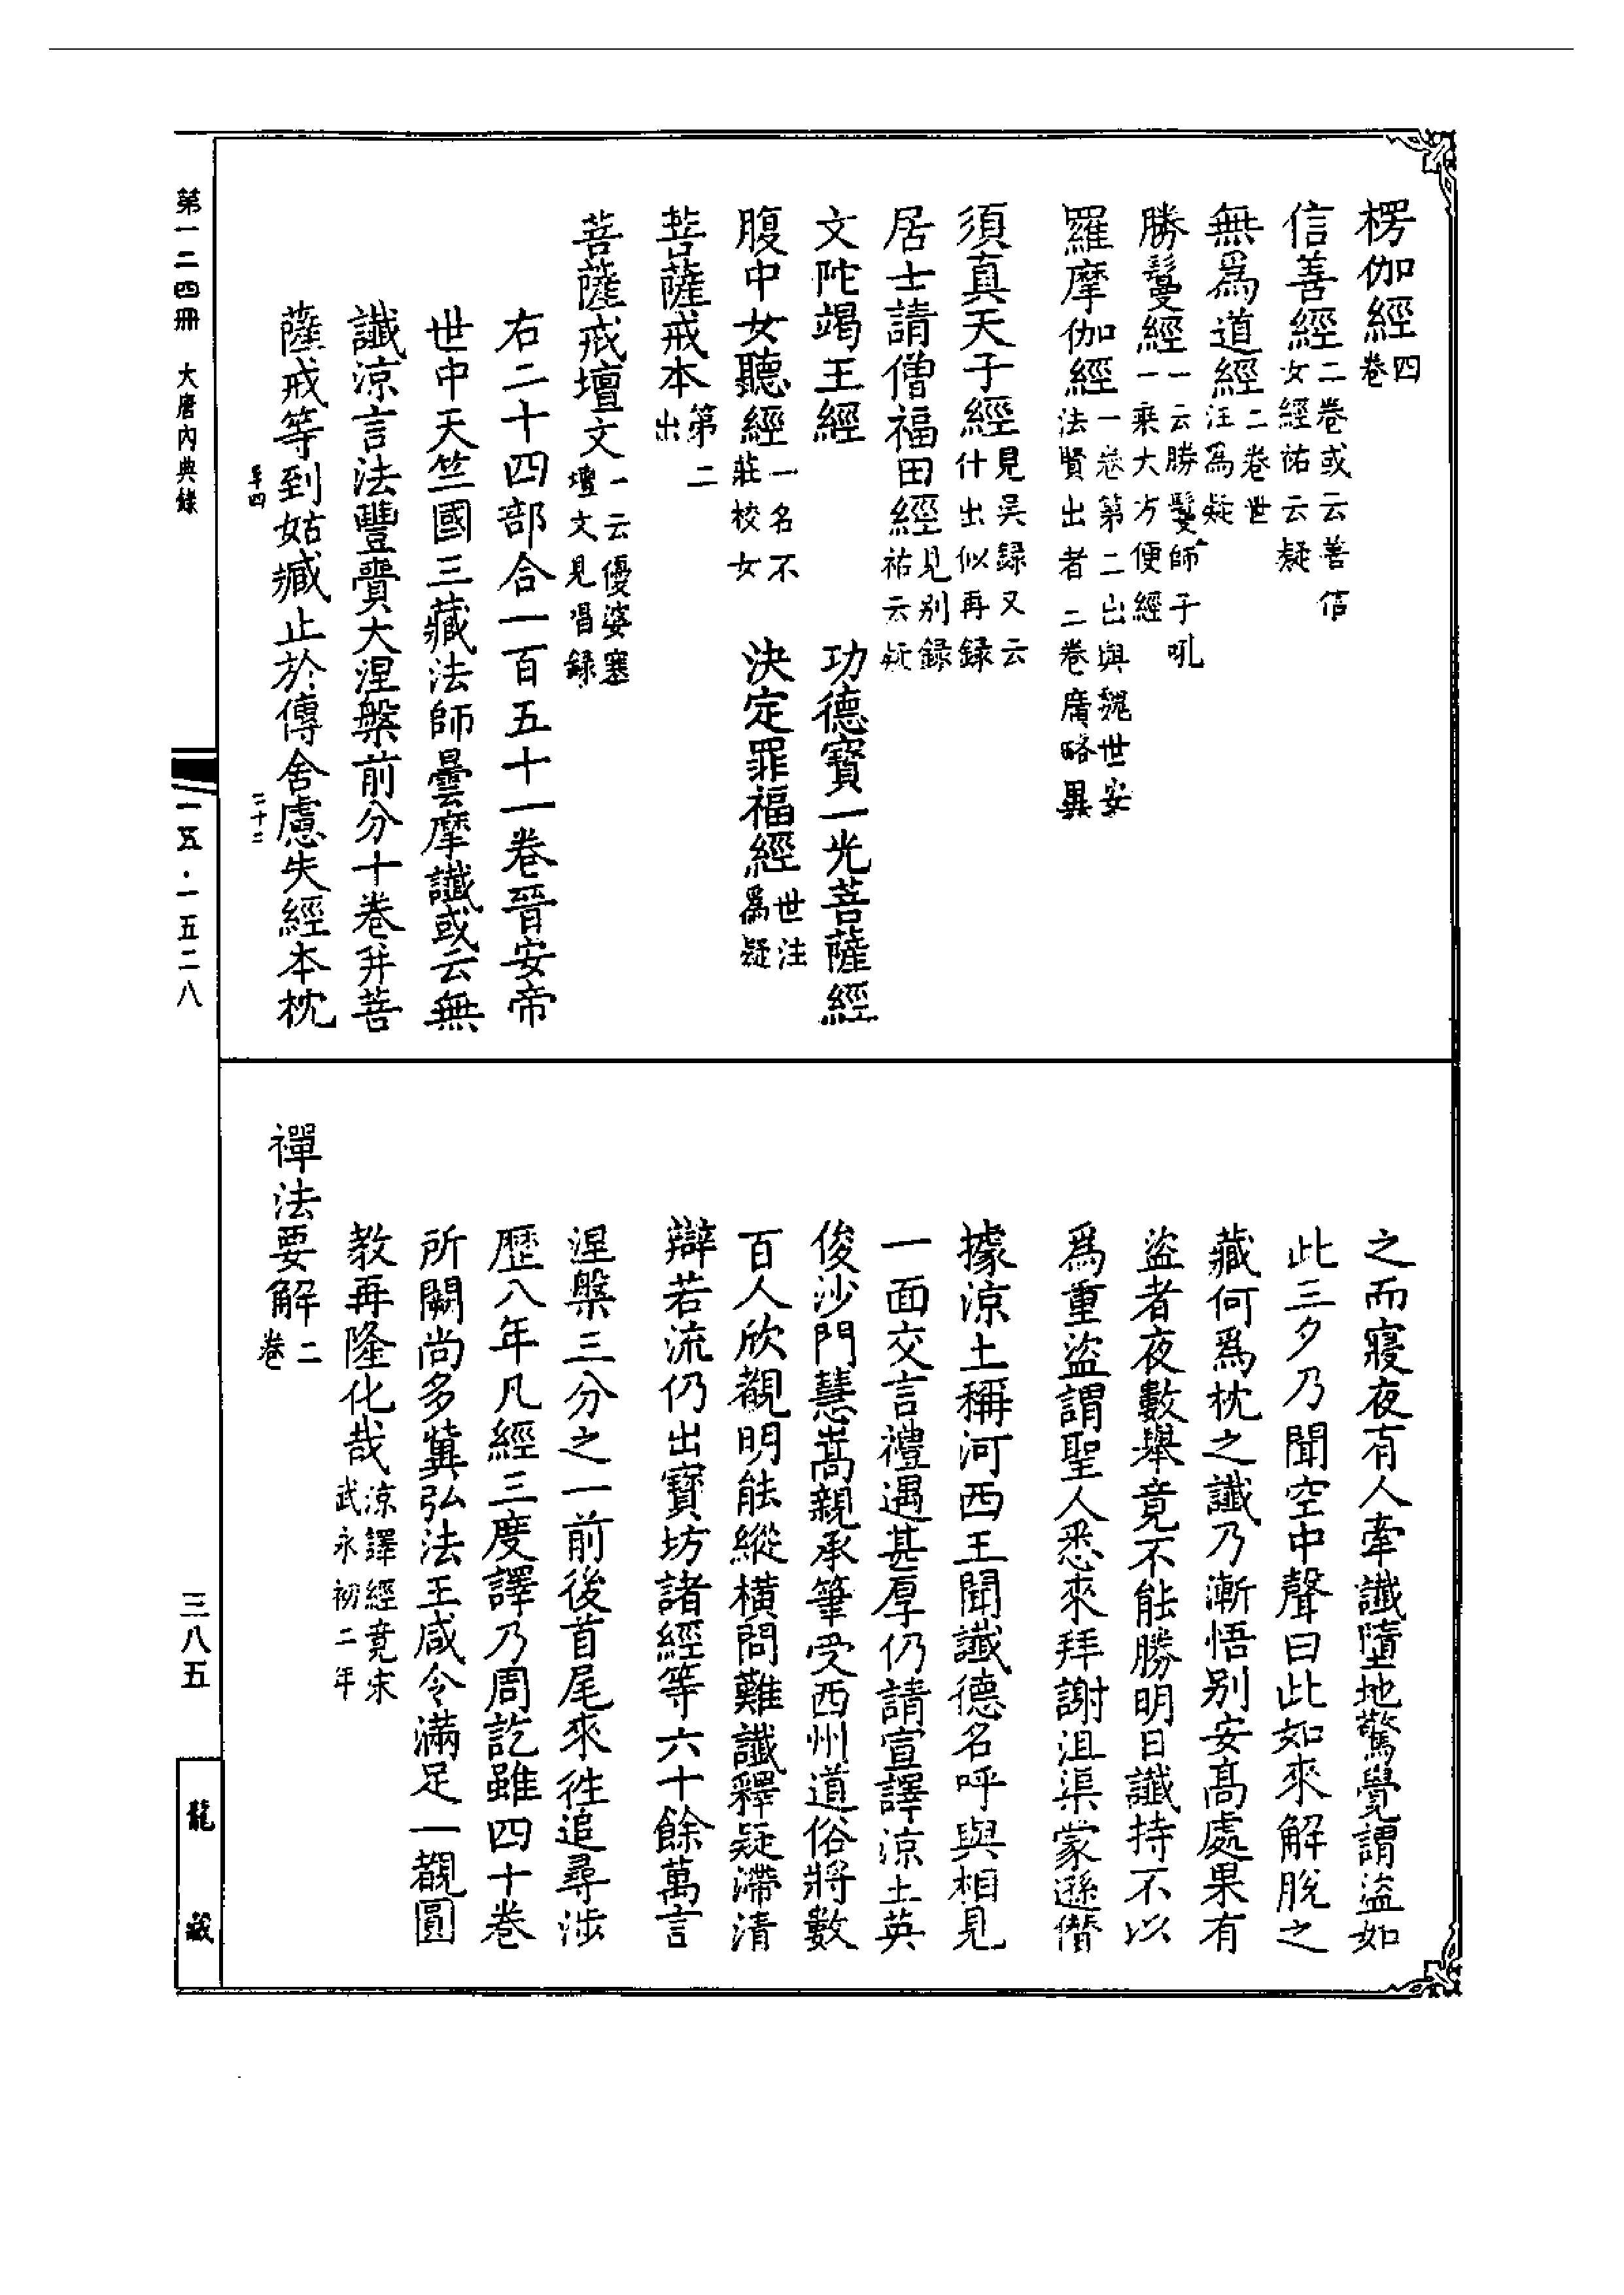 楞伽經四卷
信善經二卷或云善信女經祐云疑
無爲道經二卷世注爲疑
勝鬘經一云勝鬘師子吼一乘大方便經
羅摩伽經一卷第二出與魏世安法賢出者二卷廣略異
須真天子經見吳録又云什出似再録
居士請僧福田經見別録祐云疑
文陀竭王經 功德寶一光菩薩經
腹中女聽經一名不莊校女 決定罪福經世注爲疑
菩薩戒本第二出
菩薩戒壇文一云優婆塞壇文見唱録
右二十四部合一百五十一卷晉安帝
世中天竺國三藏法師曇摩讖或云無
讖涼言法豐賷大涅槃前分十卷并菩
薩戒等到姑臧止於傳舍慮失經本枕
二十二
之而寢夜有人牽讖墮地驚覺謂盜如
此三夕乃聞空中聲曰此如來解脫之
藏何爲枕之讖乃漸悟别安髙處果有
盜者夜數舉竟不能勝明日讖持不以
爲重盜謂聖人悉來拜謝沮渠蒙遜僭
據涼土稱河西王聞讖德名呼與相見
一面交言禮遇甚厚仍請宣譯涼土英
俊沙門慧嵩親承筆受西州道俗將數
百人欣覩明能縱橫問難讖釋疑滯清
辯若流仍出寶坊諸經等六十餘萬言
涅槃三分之一前後首尾來往追尋涉
歷八年凡經三度譯乃周訖雖四十卷
所闕尚多冀弘法王咸令滿足一覩圓
教再隆化哉涼譯經竟宋武永初二年
禪法要解二卷
第一二四冊 大唐內典錄
一五·一五二八
三八五
龍藏